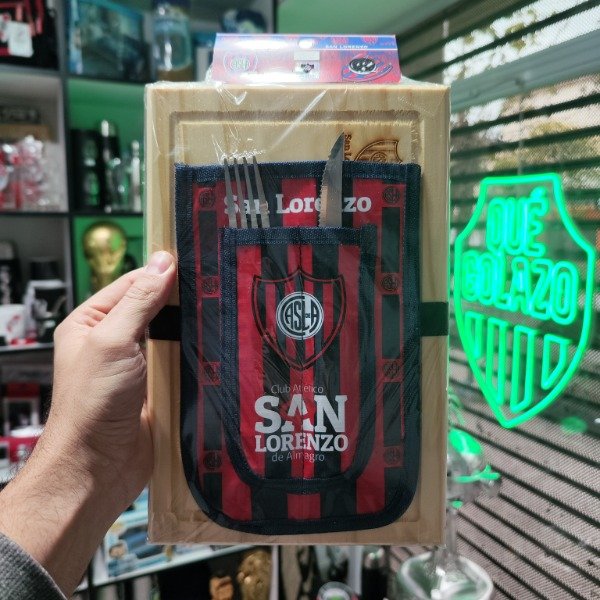 SAN LORENZO
San Lorenzo
CASLA
Club Atlético
SAN
LORENZO
de Almagro
QUÉ
GOLAZO